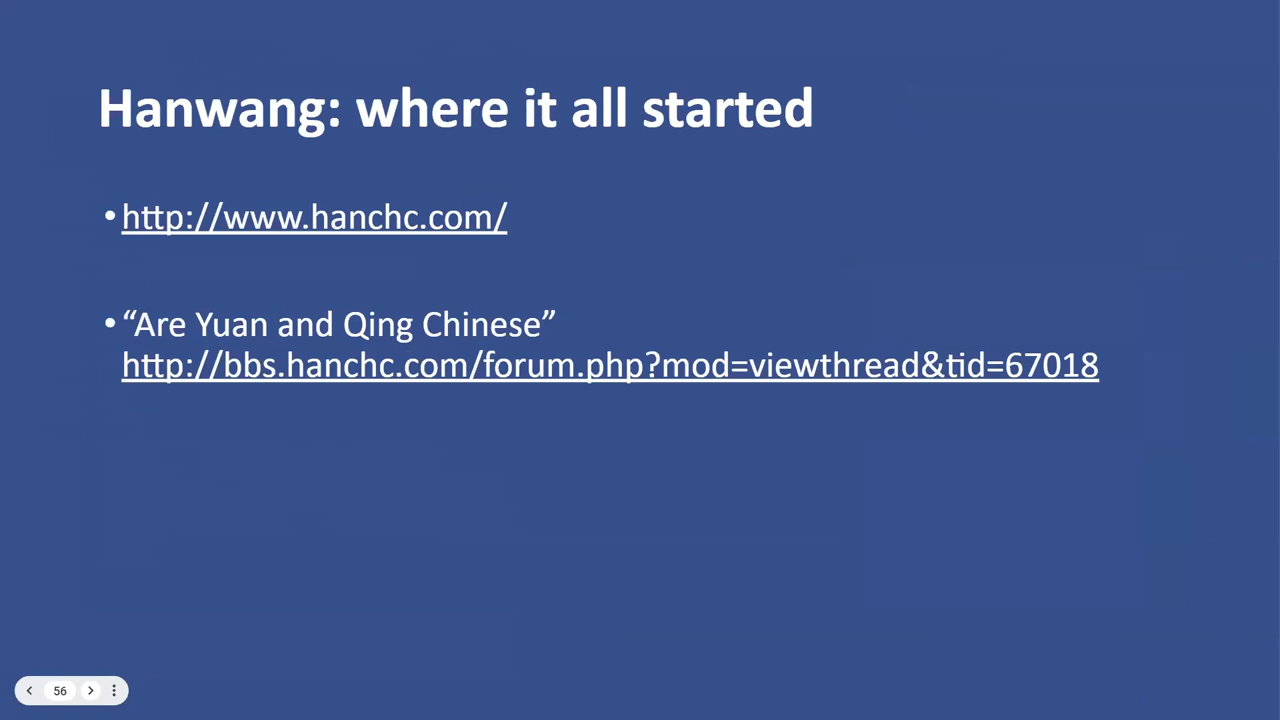 Hanwang: where it all started
•http://www.hanchc.com/
•“Are Yuan and Qing Chinese”
http://bbs.hanchc.com/forum.php?mod=viewthread&tid=67018
56